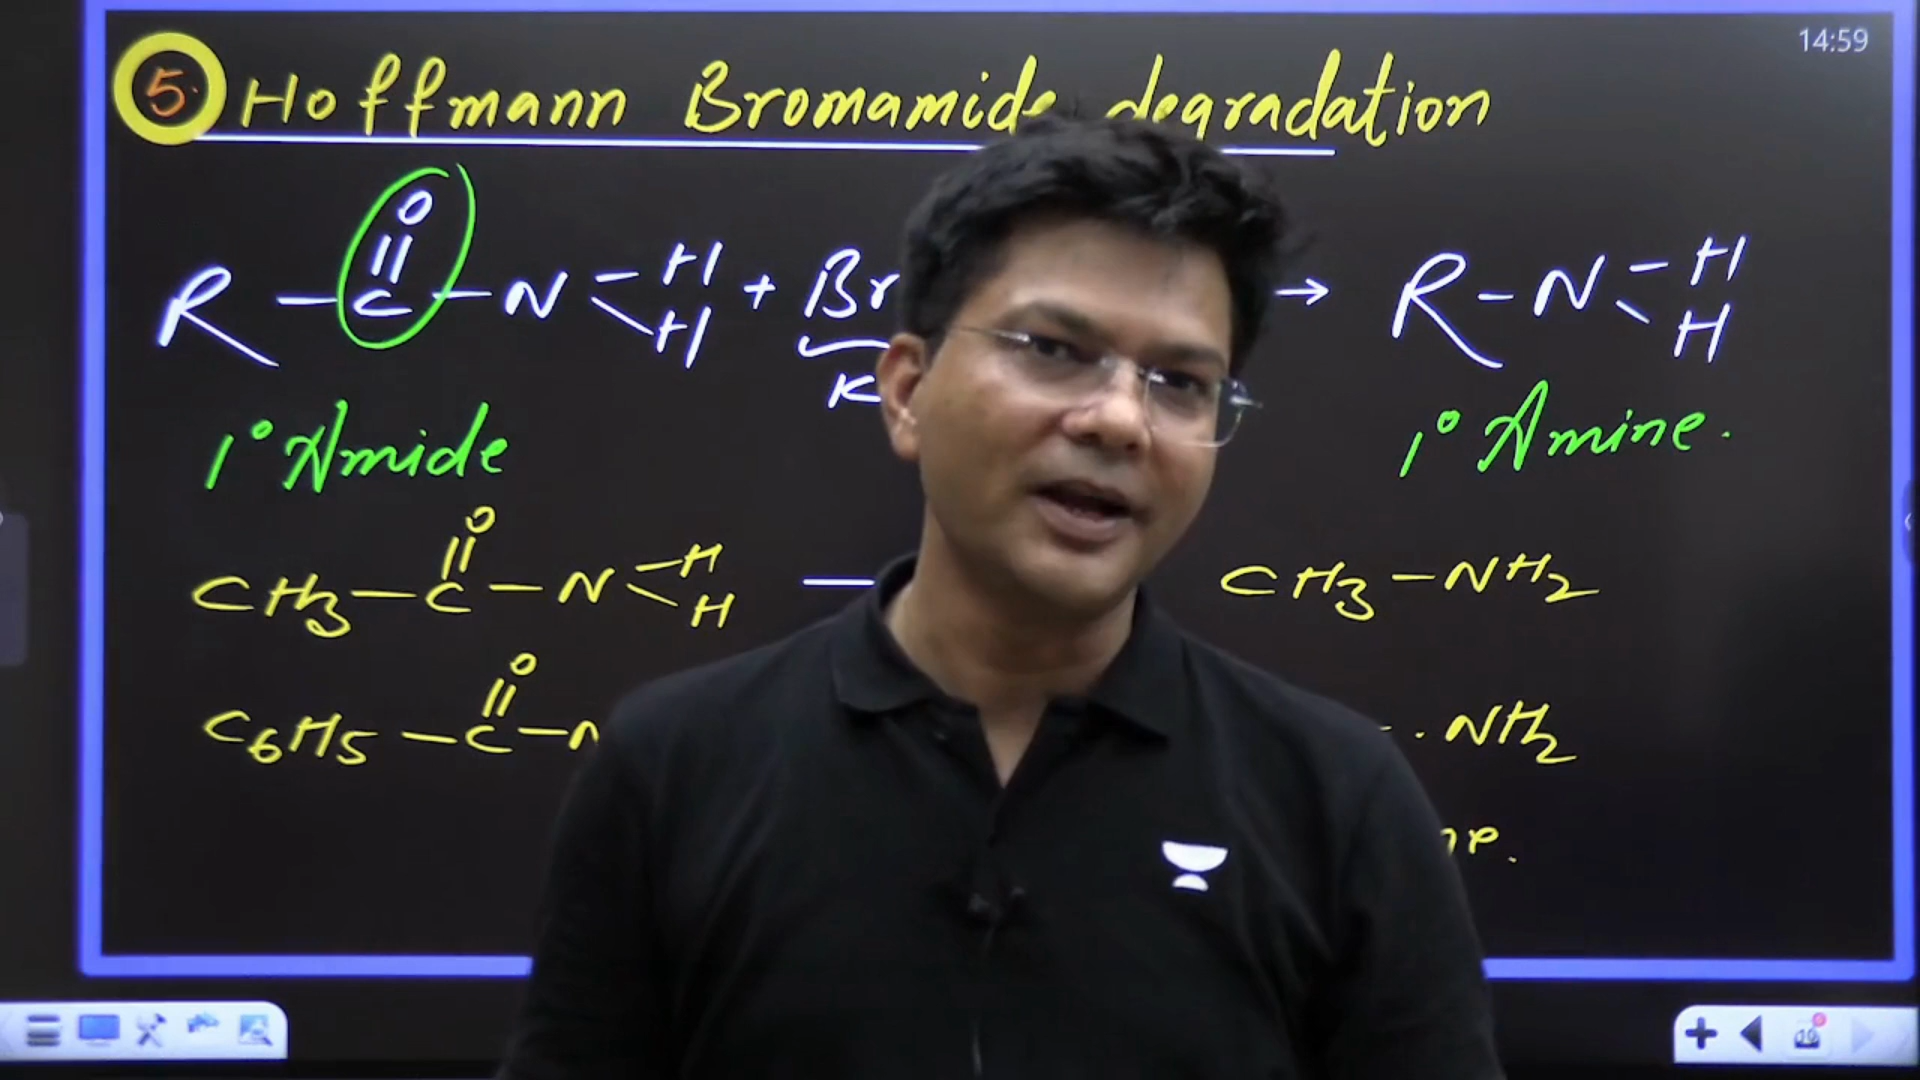 14:59
5. Hoffmann Bromamide degradation
O
R – C – N H H + Br → R – N H H
K
1° Amide 1° Amine.
O
CH3 – C – N H H — CH3 – NH2
O
C6H5 – C – N NH2